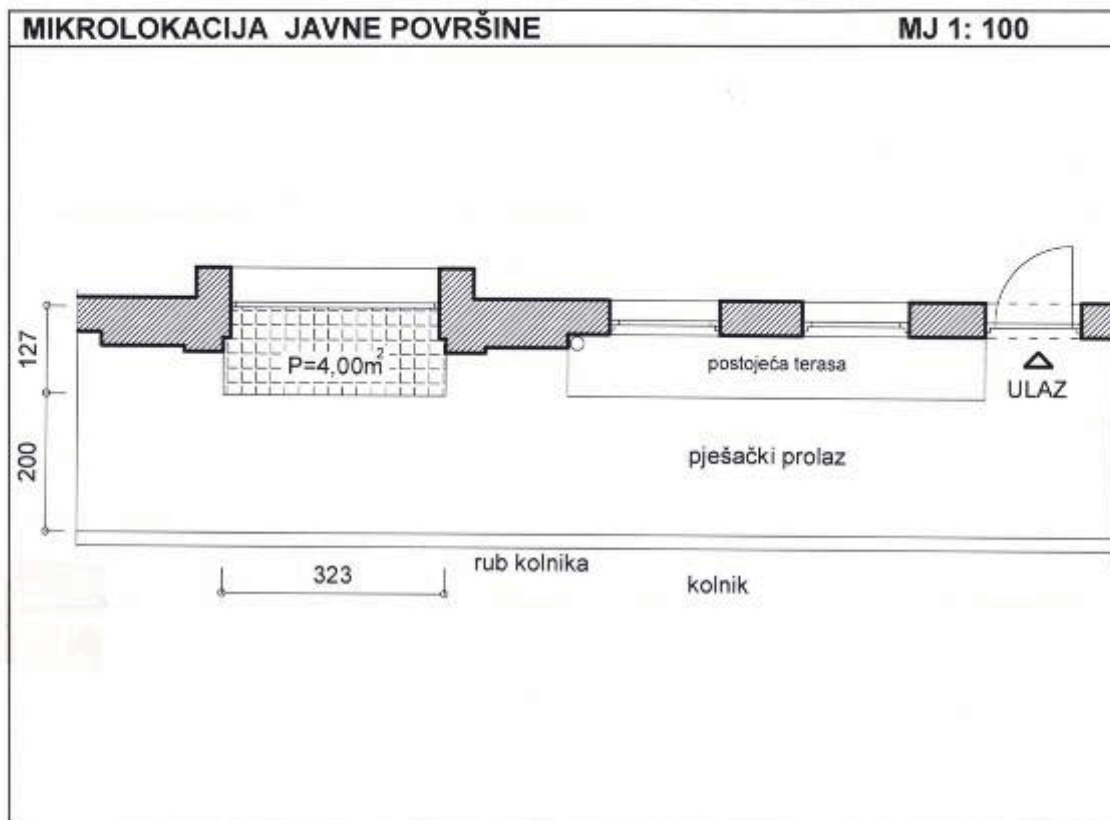 MIKROLOKACIJA JAVNE POVRŠINE
MJ 1: 100
127
P=4,00m²
postojeća terasa
ULAZ
200
pješački prolaz
rub kolnika
323
kolnik